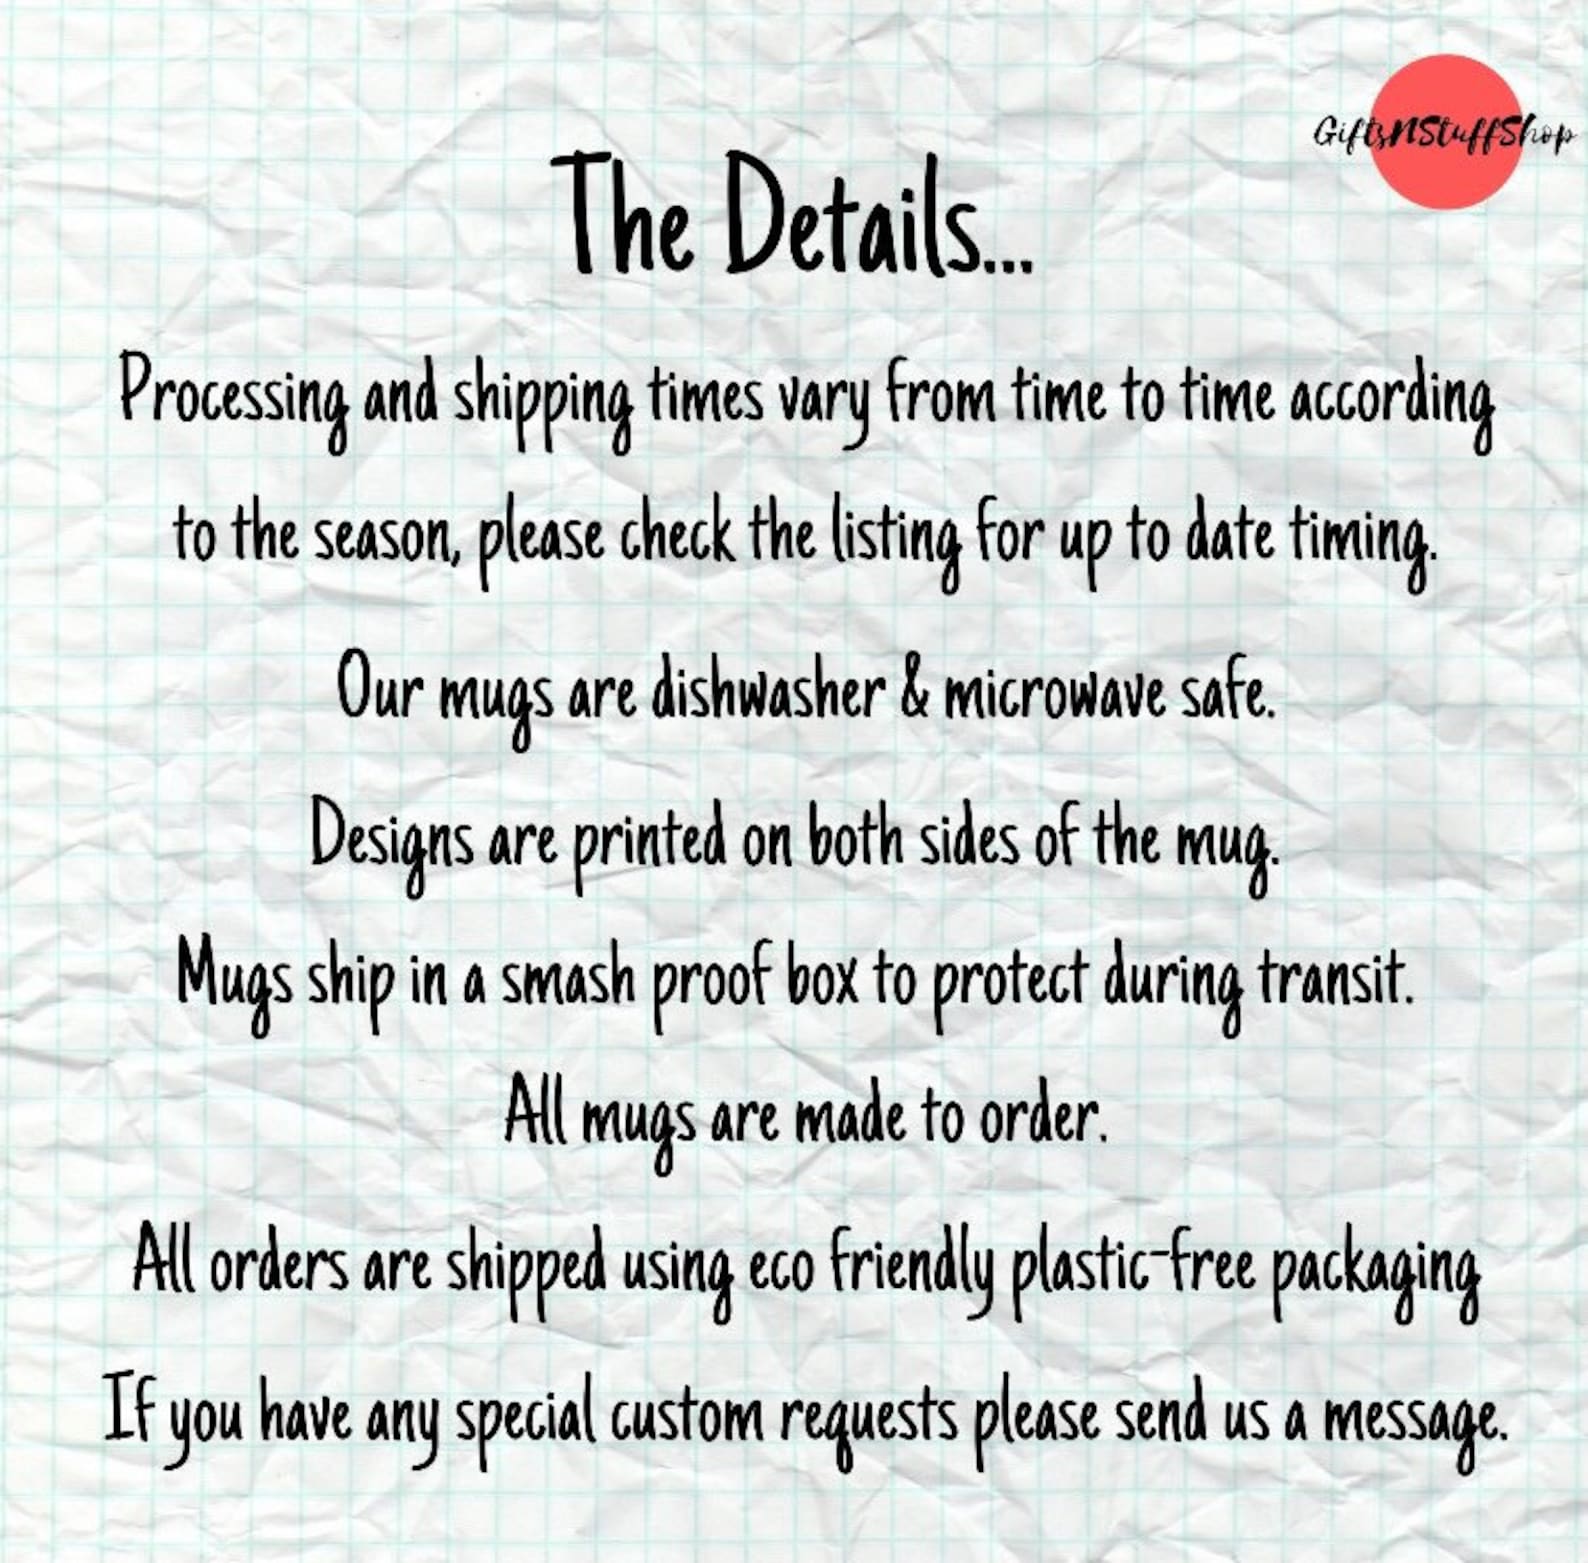 GiftsNStuffShop
The Details...
Processing and shipping times vary from time to time according
to the season, please check the listing for up to date timing.
Our mugs are dishwasher & microwave safe.
Designs are printed on both sides of the mug.
Mugs ship in a smash proof box to protect during transit.
All mugs are made to order.
All orders are shipped using eco friendly plastic-free packaging
If you have any special custom requests please send us a message.